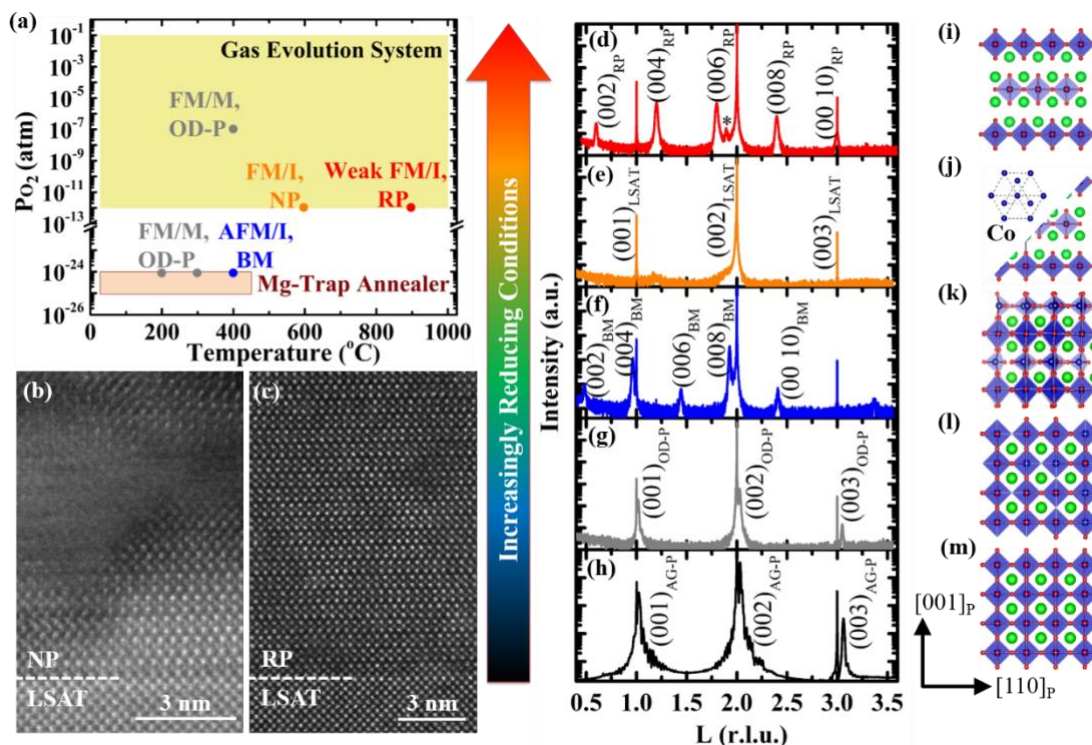 (a)
Po2 (atm)
10-1
10-3
10-5
10-7
10-9
10-11
10-13
10-24
10-26
Gas Evolution System
FM/M,
OD-P
FM/I,
NP
Weak FM/I,
RP
FM/M,
OD-P
AFM/I,
BM
Mg-Trap Annealer
0 200 400 600 800 1000
Temperature (°C)
(b)
NP
LSAT
3 nm
(c)
RP
LSAT
3 nm
Increasingly Reducing Conditions
Intensity (a.u.)
(d)
(002)RP
(004)RP
(006)RP
*
(008)RP
(00 10)RP
(e)
(001)LSAT
(002)LSAT
(003)LSAT
(f)
(002)BM
(004)BM
(006)BM
(008)BM
(00 10)BM
(g)
(001)OD-P
(002)OD-P
(003)OD-P
(h)
(001)AG-P
(002)AG-P
(003)AG-P
0.5 1.0 1.5 2.0 2.5 3.0 3.5
L (r.l.u.)
(i)
(j)
Co
(k)
(l)
(m)
[001]P
[110]P